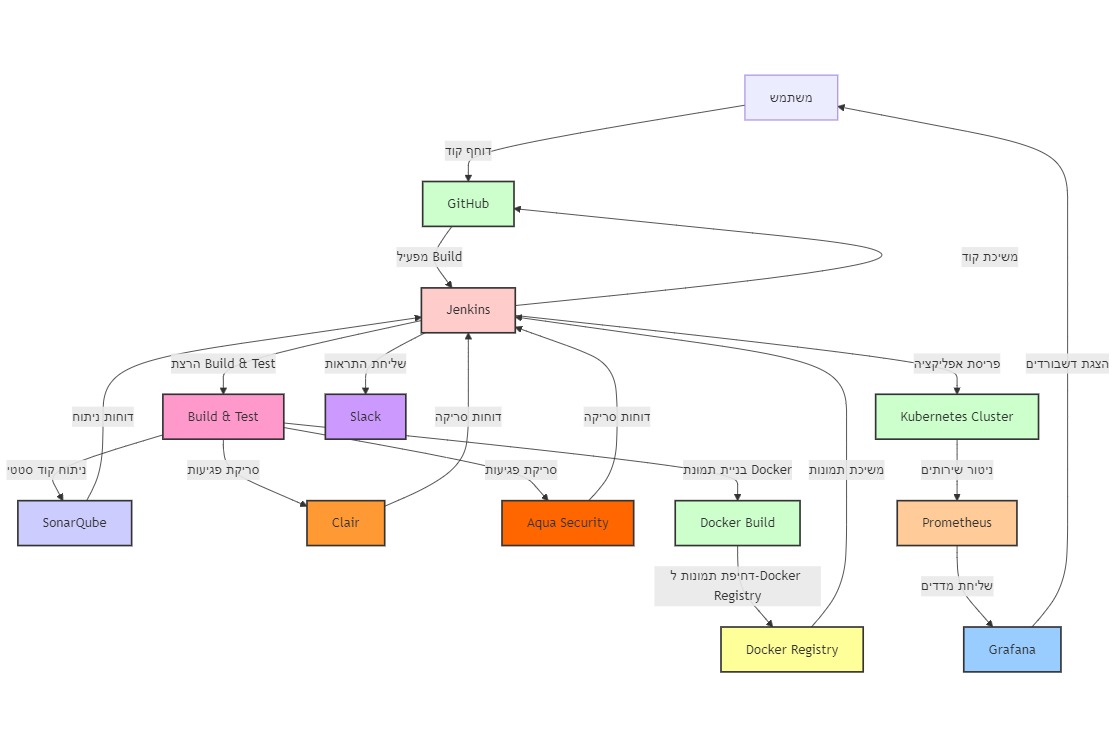 משתמש
דוחף קוד
GitHub
מפעיל Build
משיכת קוד
Jenkins
הרצת Build & Test
שליחת התראות
פריסת אפליקציה
הצגת דשבורדים
דוחות ניתוח
Build & Test
Slack
דוחות סריקה
דוחות סריקה
Kubernetes Cluster
ניתוח קוד סטטי
סריקת פגיעות
סריקת פגיעות
בניית תמונת Docker
משיכת תמונות
ניטור שירותים
SonarQube
Clair
Aqua Security
Docker Build
Prometheus
דחיפת תמונות ל-Docker
Registry
שליחת מדדים
Docker Registry
Grafana